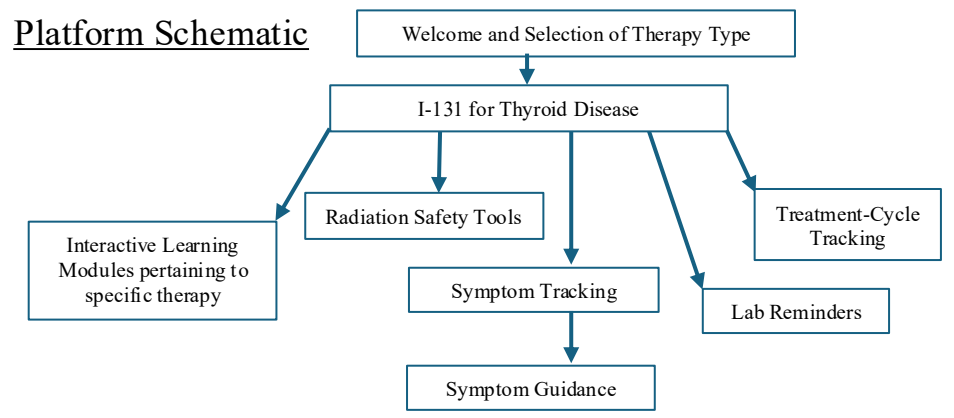 Platform Schematic
Welcome and Selection of Therapy Type
I-131 for Thyroid Disease
Interactive Learning
Modules pertaining to
specific therapy
Radiation Safety Tools
Symptom Tracking
Symptom Guidance
Lab Reminders
Treatment-Cycle
Tracking